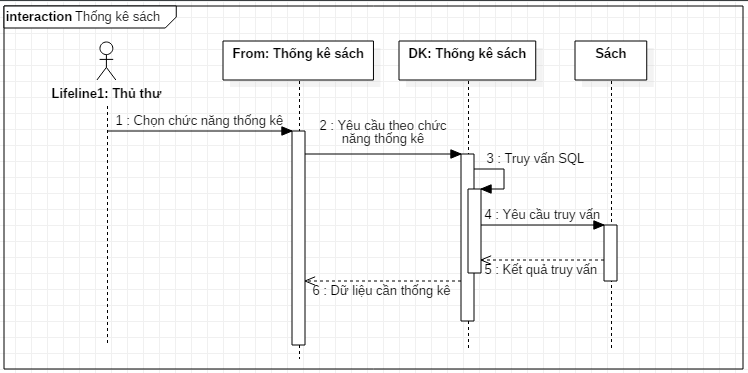 interaction Thống kê sách
From: Thống kê sách
DK: Thống kê sách
Sách
Lifeline1: Thủ thư
1 : Chọn chức năng thống kê
2 : Yêu cầu theo chức
năng thống kê
3 : Truy vấn SQL
4 : Yêu cầu truy vấn
5 : Kết quả truy vấn
6 : Dữ liệu cần thống kê